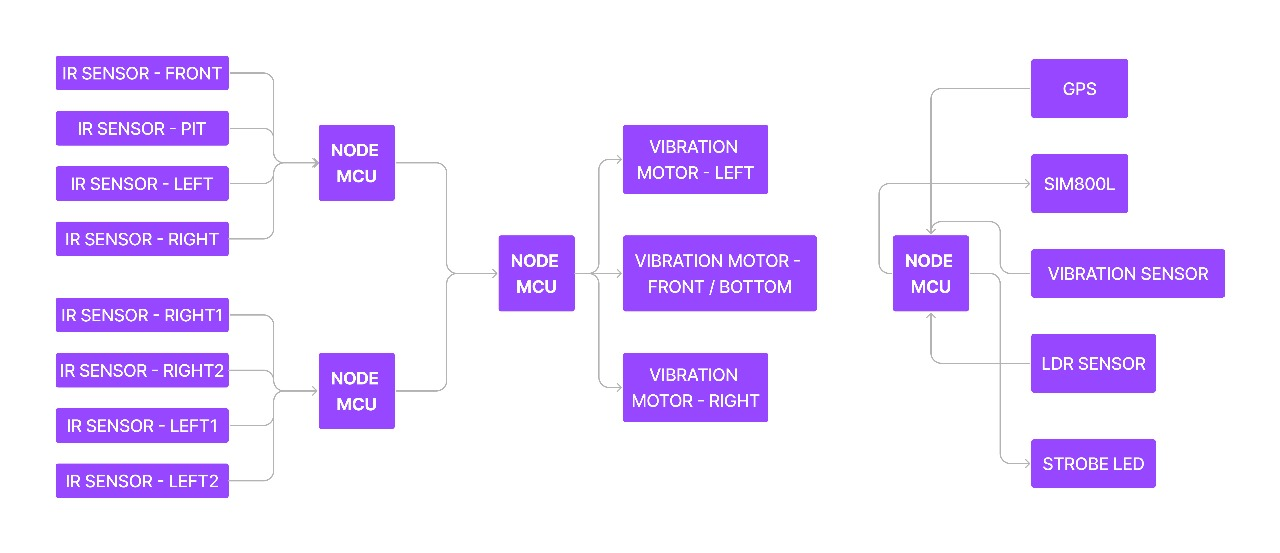 IR SENSOR - FRONT
IR SENSOR - PIT
IR SENSOR - LEFT
IR SENSOR - RIGHT
IR SENSOR - RIGHT1
IR SENSOR - RIGHT2
IR SENSOR - LEFT1
IR SENSOR - LEFT2
NODE
MCU
NODE
MCU
NODE
MCU
VIBRATION
MOTOR - LEFT
VIBRATION MOTOR -
FRONT / BOTTOM
VIBRATION
MOTOR - RIGHT
NODE
MCU
GPS
SIM800L
VIBRATION SENSOR
LDR SENSOR
STROBE LED